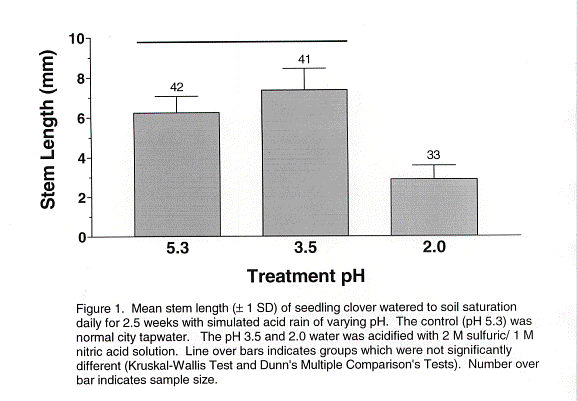 10
8
6
4
2
0
Stem Length (mm)
42
41
33
5.3 3.5 2.0
Treatment pH
Figure 1. Mean stem length (± 1 SD) of seedling clover watered to soil saturation
daily for 2.5 weeks with simulated acid rain of varying pH. The control (pH 5.3) was
normal city tapwater. The pH 3.5 and 2.0 water was acidified with 2 M sulfuric/ 1 M
nitric acid solution. Line over bars indicates groups which were not significantly
different (Kruskal-Wallis Test and Dunn's Multiple Comparison's Tests). Number over
bar indicates sample size.